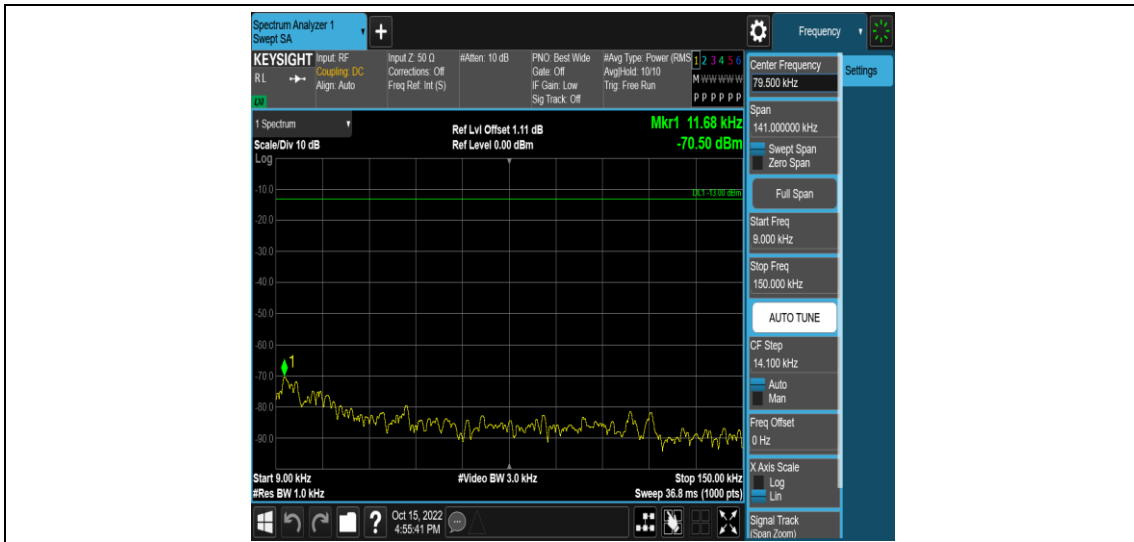 Spectrum Analyzer 1
Swept SA
+
Frequency
KEYSIGHT
RL
LXI
Input: RF
Coupling: DC
Align: Auto
Input Z: 50 Ω
Corrections: Off
Freq Ref: Int (S)
#Atten: 10 dB
PNO: Best Wide
Gate: Off
IF Gain: Low
Sig Track: Off
#Avg Type: Power (RMS
Avg|Hold: 10/10
Trig: Free Run
1 2 3 4 5 6
M W W W W W
P P P P P P
Settings
1 Spectrum
Scale/Div 10 dB
Log
Ref Lvl Offset 1.11 dB
Ref Level 0.00 dBm
Mkr1 11.68 kHz
-70.50 dBm
DL1 -13.00 dBm
-10.0
-20.0
-30.0
-40.0
-50.0
-60.0
-70.0
-80.0
-90.0
1
Start 9.00 kHz
#Res BW 1.0 kHz
#Video BW 3.0 kHz
Stop 150.00 kHz
Sweep 36.8 ms (1000 pts)
Center Frequency
79.500 kHz
Span
141.000000 kHz
Swept Span
Zero Span
Full Span
Start Freq
9.000 kHz
Stop Freq
150.000 kHz
AUTO TUNE
CF Step
14.100 kHz
Auto
Man
Freq Offset
0 Hz
X Axis Scale
Log
Lin
Signal Track
(Span Zoom)
?
Oct 15, 2022
4:55:41 PM